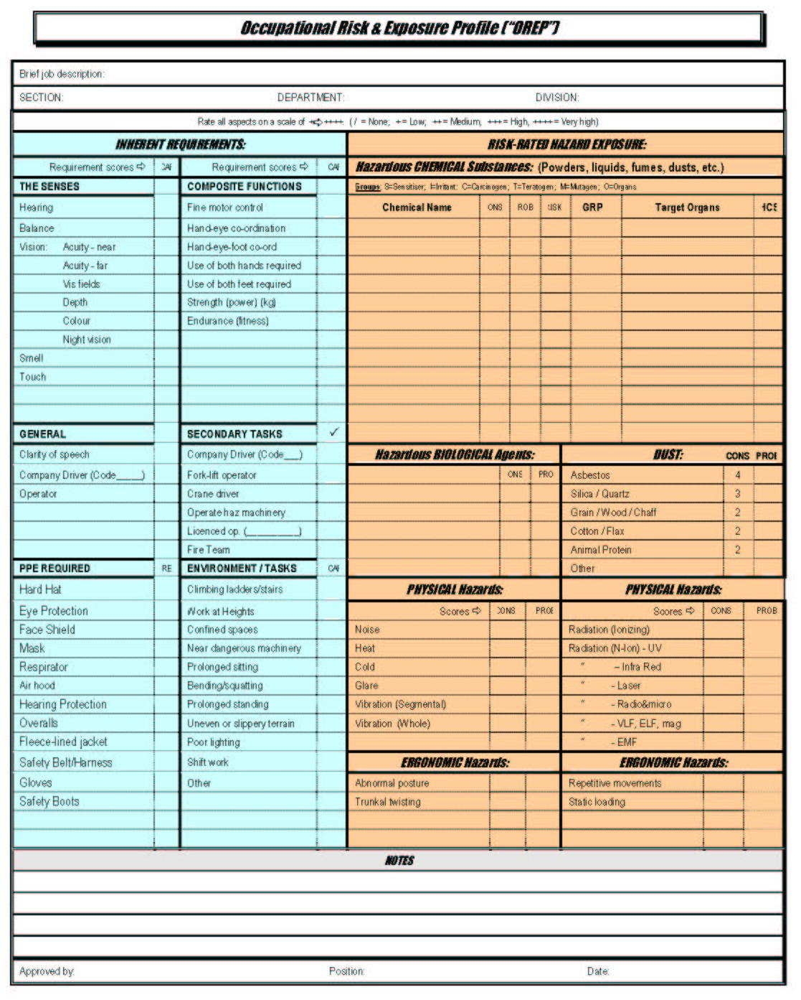 Occupational Risk & Exposure Profile ("OREP")
Brief job description:
SECTION: DEPARTMENT: DIVISION:
Rate all aspects on a scale of +⇨++++. (/ = None; += Low; ++= Medium, +++= High, ++++= Very high)
INHERENT REQUIREMENTS: RISK-RATED HAZARD EXPOSURE:
Requirement scores ⇨ Requirement scores ⇨ Hazardous CHEMICAL Substances: (Powders, liquids, fumes, dusts, etc.)
THE SENSES COMPOSITE FUNCTIONS Groups: S=Sensitiser; I=Irritant: C=Carcinogen; T=Teratogen; M=Mutagen; O=Organs
Hearing Fine motor control Chemical Name ONS ROB ISK GRP Target Organs HCS
Balance Hand-eye co-ordination
Vision: Acuity - near Hand-eye-foot co-ord
Acuity - far Use of both hands required
Vis fields Use of both feet required
Depth Strength (power) (kg)
Colour Endurance (fitness)
Night vision
Smell
Touch
GENERAL SECONDARY TASKS ✓
Clarity of speech Company Driver (Code___) Hazardous BIOLOGICAL Agents: DUST: CONS PROB
Company Driver (Code_____) Fork-lift operator ONS PRO Asbestos 4
Operator Crane driver Silica / Quartz 3
Operate haz machinery Grain / Wood / Chaff 2
Licenced op. (__________) Cotton / Flax 2
Fire Team Animal Protein 2
PPE REQUIRED RE ENVIRONMENT / TASKS Other
Hard Hat Climbing ladders/stairs PHYSICAL Hazards: PHYSICAL Hazards:
Eye Protection Work at Heights Scores ⇨ CONS PROB Scores ⇨ CONS PROB
Face Shield Confined spaces Noise Radiation (Ionizing)
Mask Near dangerous machinery Heat Radiation (N-Ion) - UV
Respirator Prolonged sitting Cold " – Infra Red
Air hood Bending/squatting Glare " - Laser
Hearing Protection Prolonged standing Vibration (Segmental) " - Radio&micro
Overalls Uneven or slippery terrain Vibration (Whole) " - VLF, ELF, mag
Fleece-lined jacket Poor lighting " - EMF
Safety Belt/Harness Shift work ERGONOMIC Hazards: ERGONOMIC Hazards:
Gloves Other Abnormal posture Repetitive movements
Safety Boots Trunkal twisting Static loading
NOTES
Approved by: Position: Date: